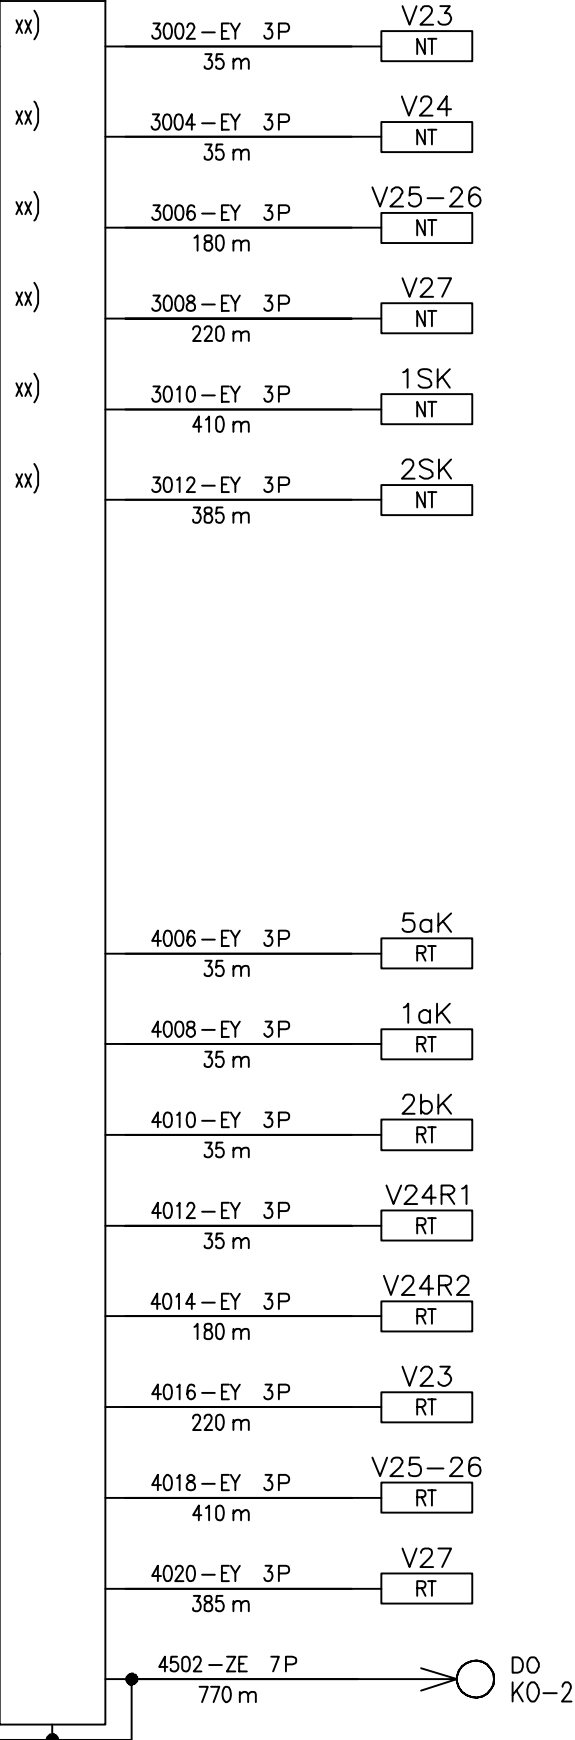 xx) 3002-EY 3P V23
NT
35 m
xx) 3004-EY 3P V24
NT
35 m
xx) 3006-EY 3P V25-26
NT
180 m
xx) 3008-EY 3P V27
NT
220 m
xx) 3010-EY 3P 1SK
NT
410 m
xx) 3012-EY 3P 2SK
NT
385 m
4006-EY 3P 5aK
RT
35 m
4008-EY 3P 1aK
RT
35 m
4010-EY 3P 2bK
RT
35 m
4012-EY 3P V24R1
RT
35 m
4014-EY 3P V24R2
RT
180 m
4016-EY 3P V23
RT
220 m
4018-EY 3P V25-26
RT
410 m
4020-EY 3P V27
RT
385 m
4502-ZE 7P DO
770 m KO-2